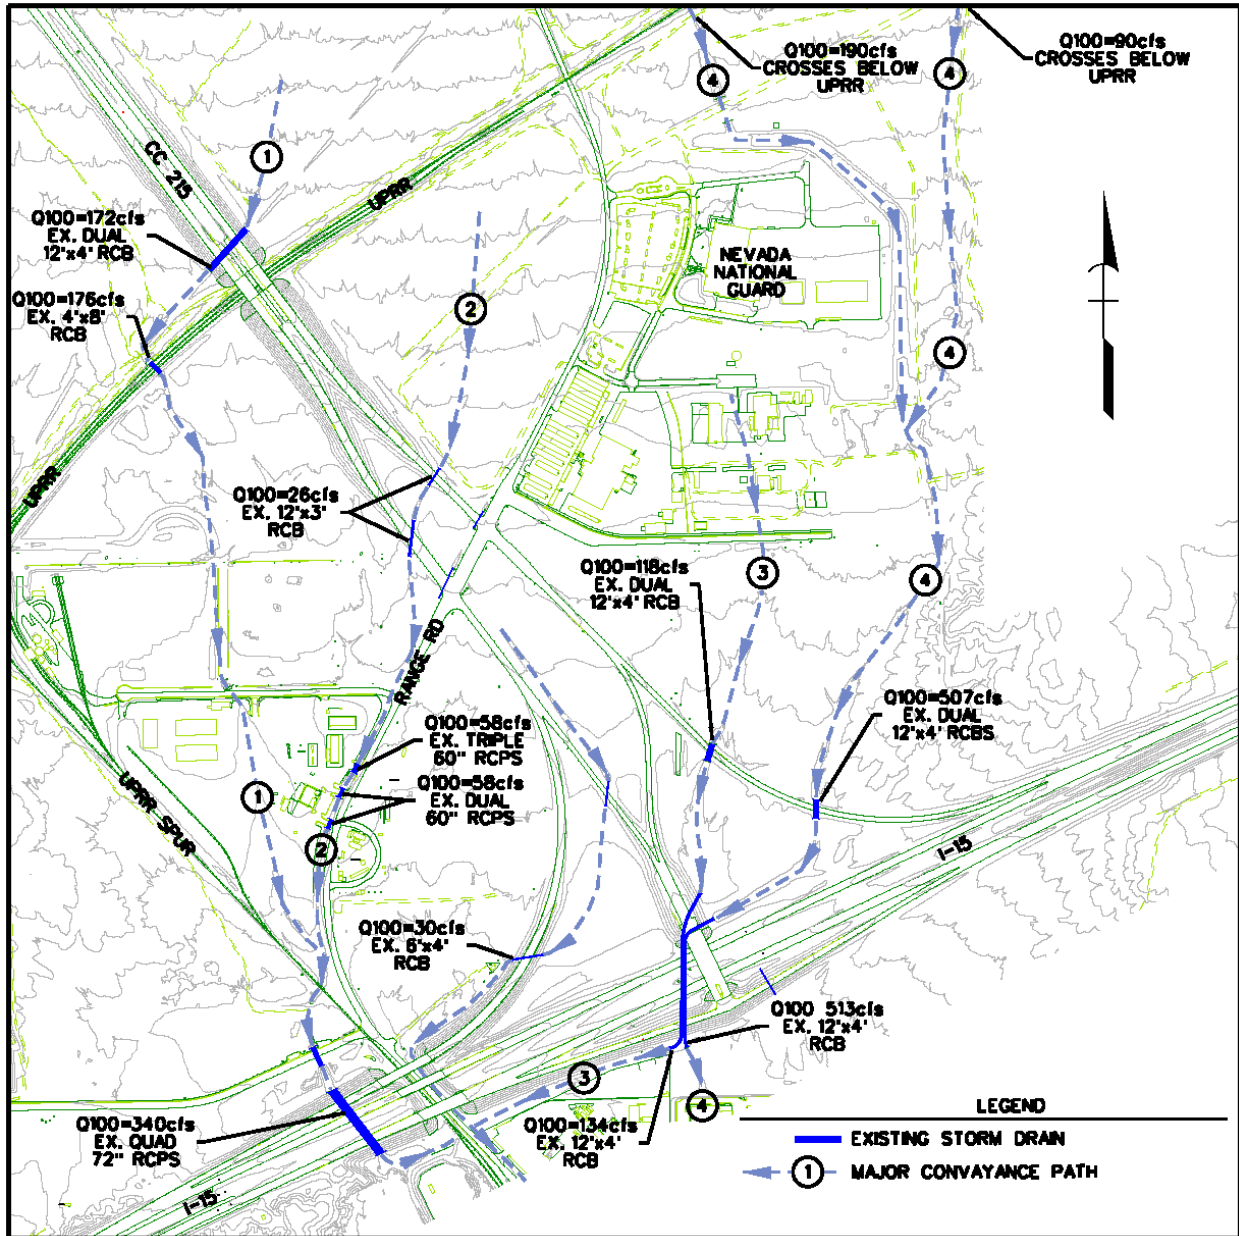 Q100=190cfs
CROSSES BELOW
UPRR
Q100=90cfs
CROSSES BELOW
UPRR
4
4
CC 215
1
UPRR
Q100=172cfs
EX. DUAL
12'x4' RCB
NEVADA
NATIONAL
GUARD
Q100=176cfs
EX. 4'x8'
RCB
2
4
UPRR
Q100=26cfs
EX. 12'x3'
RCB
Q100=118cfs
EX. DUAL
12'x4' RCB
3
4
RANGE RD
Q100=507cfs
EX. DUAL
12'x4' RCBS
Q100=58cfs
EX. TRIPLE
60" RCPS
Q100=58cfs
EX. DUAL
60" RCPS
UPRR SPUR
1
2
I-15
Q100=30cfs
EX. 6'x4'
RCB
Q100 513cfs
EX. 12'x4'
RCB
3
4
Q100=340cfs
EX. QUAD
72" RCPS
Q100=134cfs
EX. 12'x4'
RCB
I-15
LEGEND
EXISTING STORM DRAIN
1 MAJOR CONVAYANCE PATH